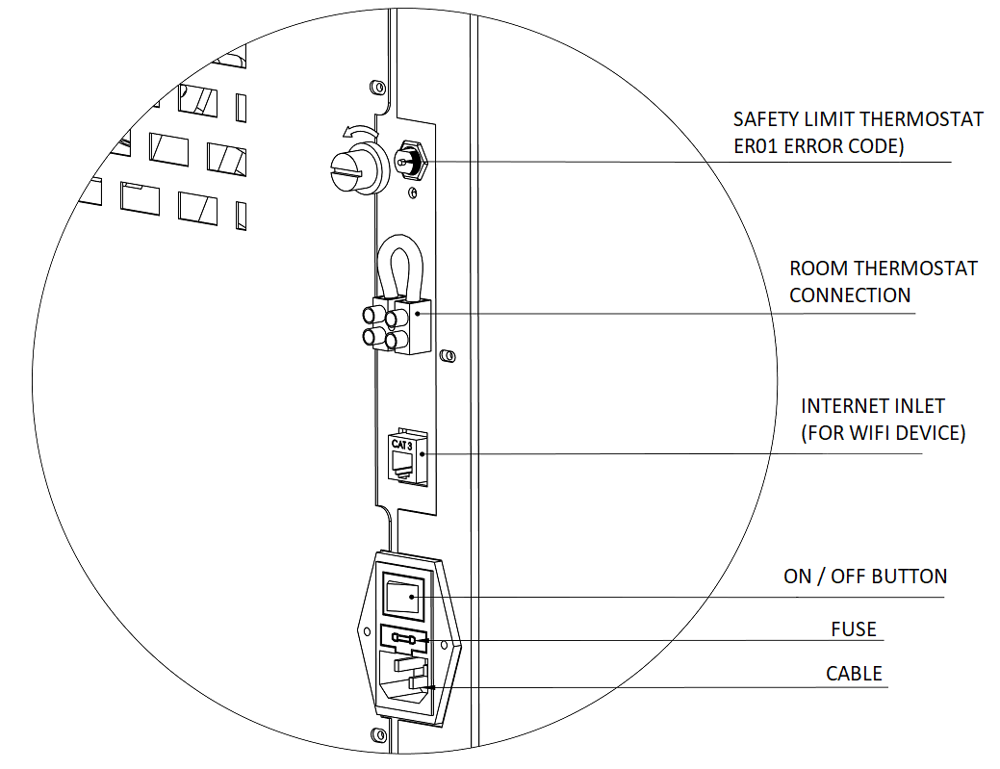 SAFETY LIMIT THERMOSTAT
ER01 ERROR CODE)
ROOM THERMOSTAT
CONNECTION
INTERNET INLET
(FOR WIFI DEVICE)
CAT 3
ON / OFF BUTTON
FUSE
CABLE